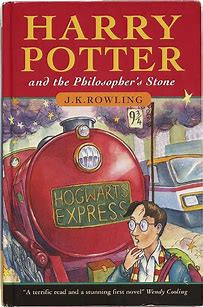 HARRY
POTTER
and the Philosopher's Stone
J.K.ROWLING
9¾
HOGWARTS
EXPRESS
"A terrific read and a stunning first novel" Wendy Cooling